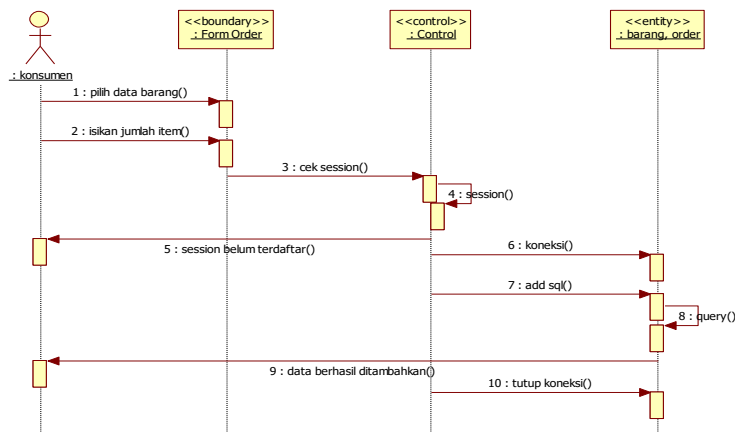 <<boundary>>
: Form Order
<<control>>
: Control
<<entity>>
: barang, order
: konsumen
1 : pilih data barang()
2 : isikan jumlah item()
3 : cek session()
4 : session()
5 : session belum terdaftar()
6 : koneksi()
7 : add sql()
8 : query()
9 : data berhasil ditambahkan()
10 : tutup koneksi()